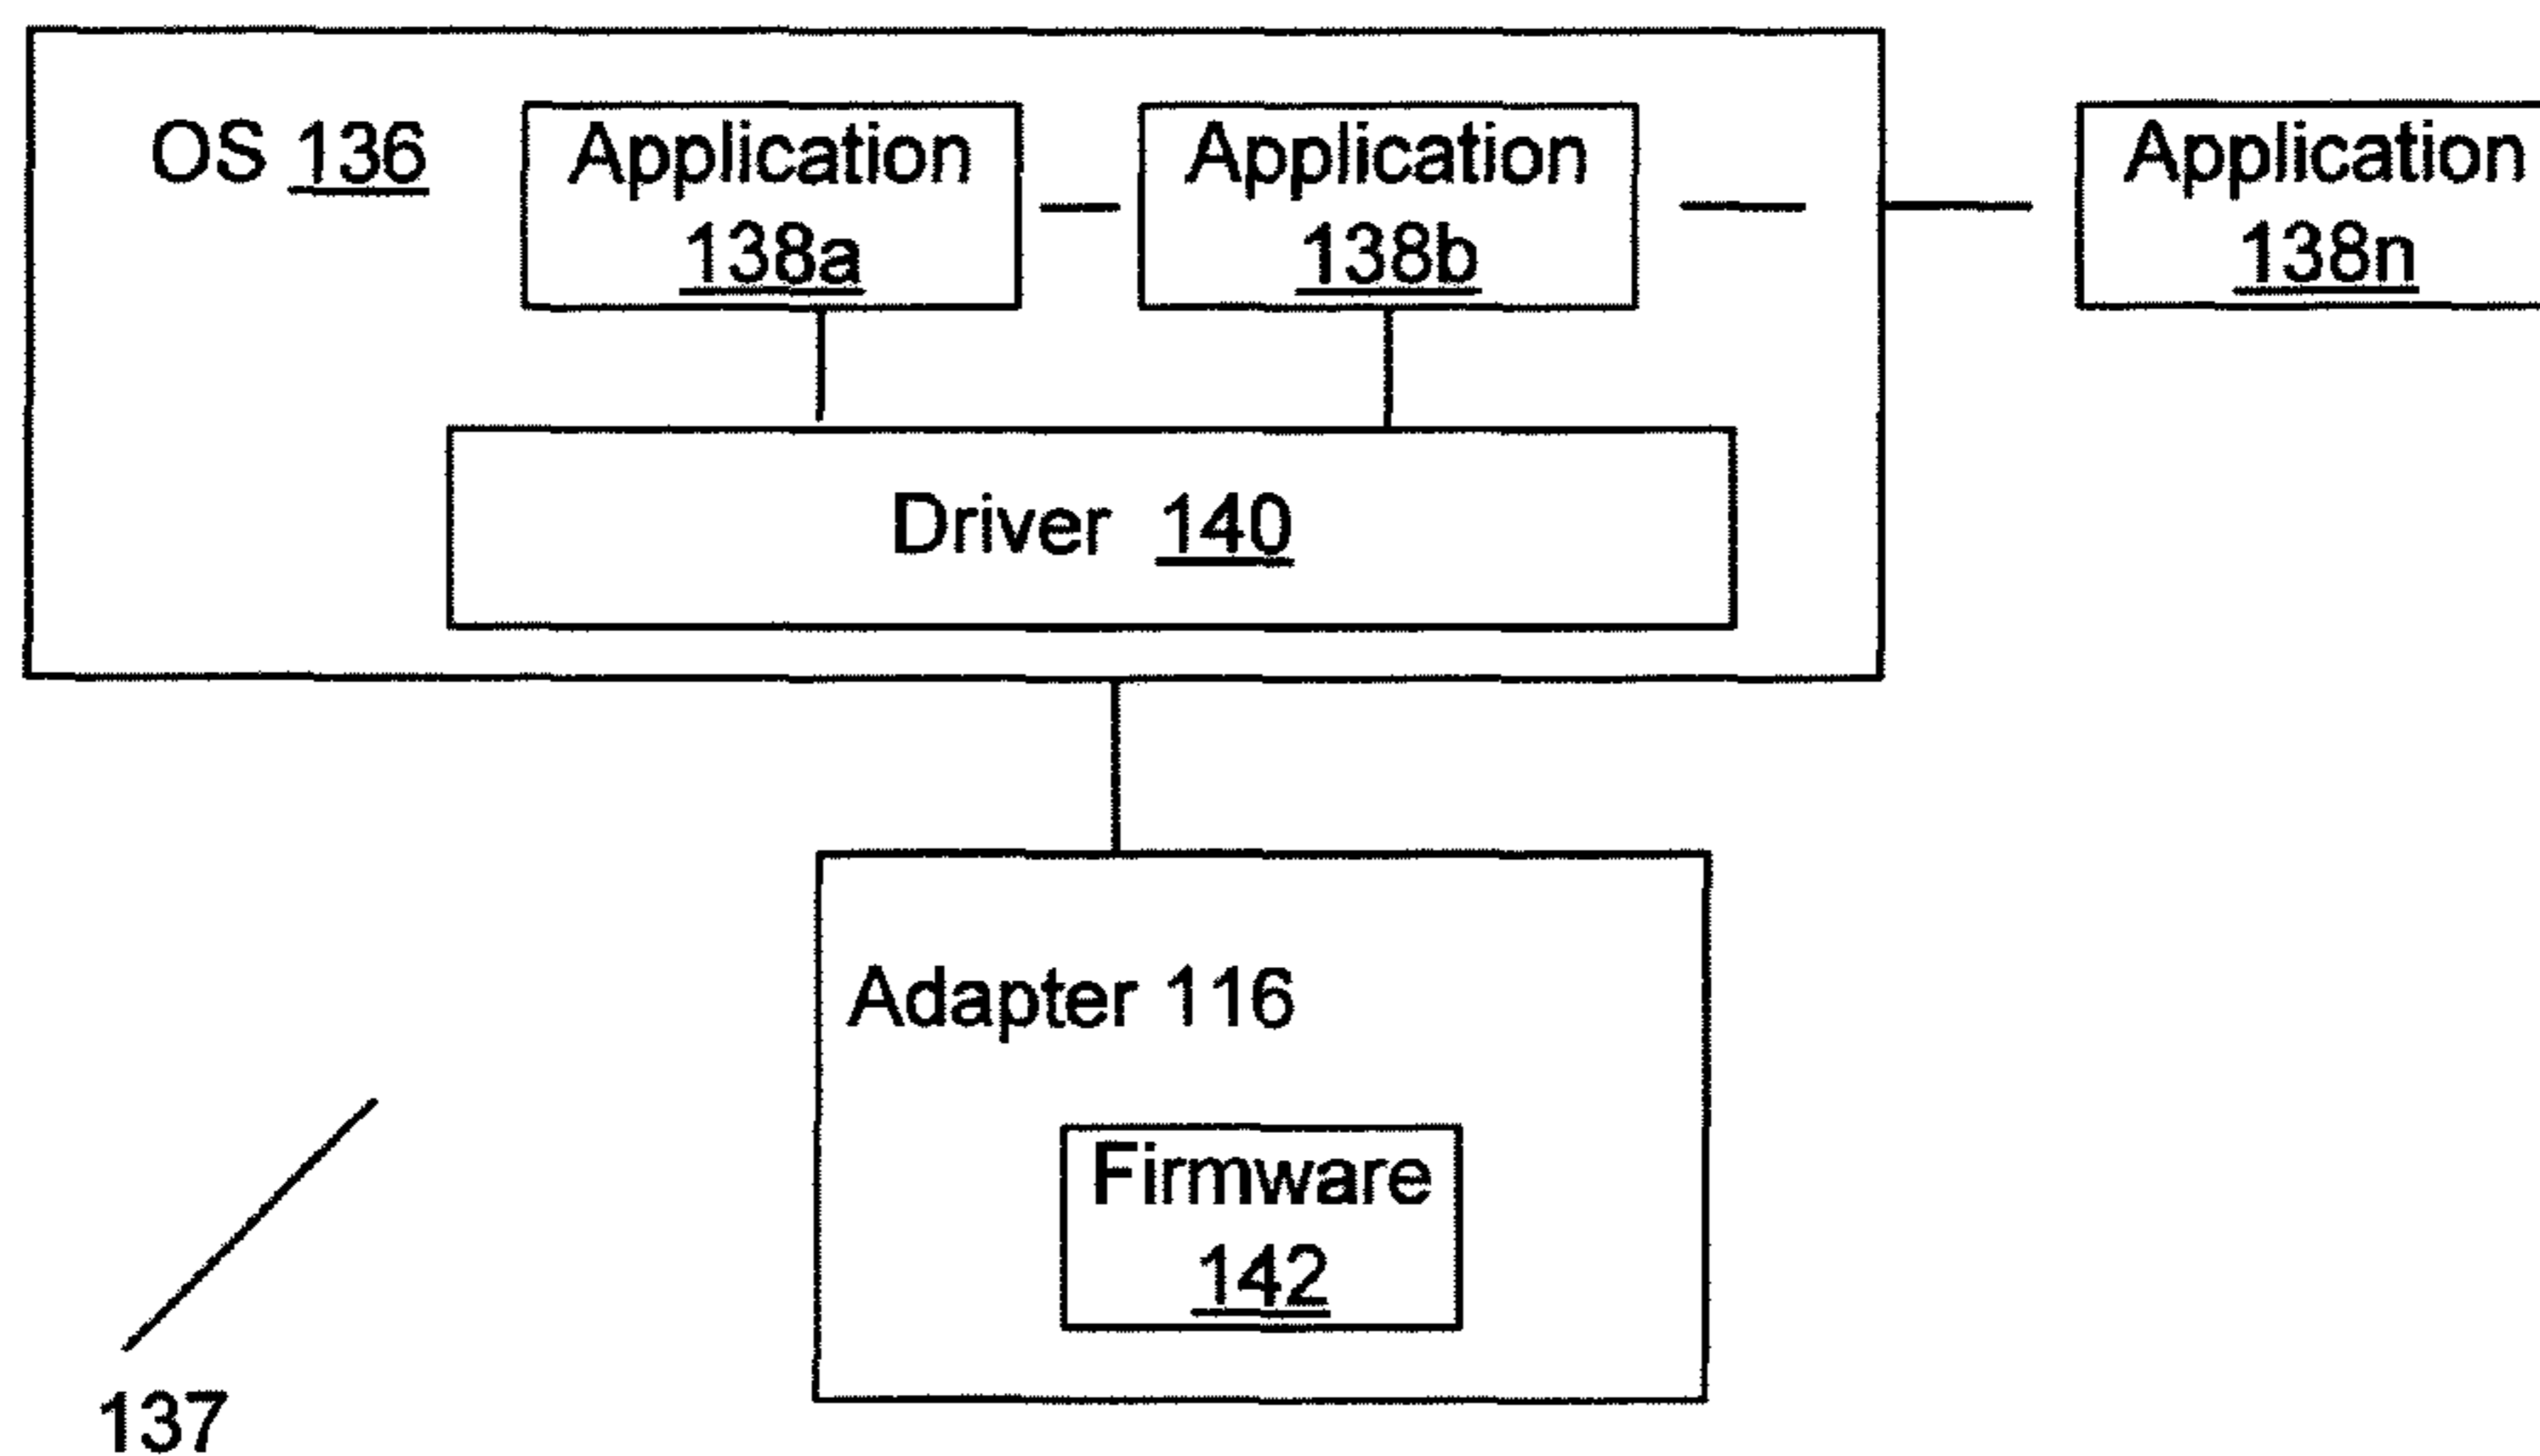 OS 136
Application
138a
Application
138b
Application
138n
Driver 140
Adapter 116
Firmware
142
137